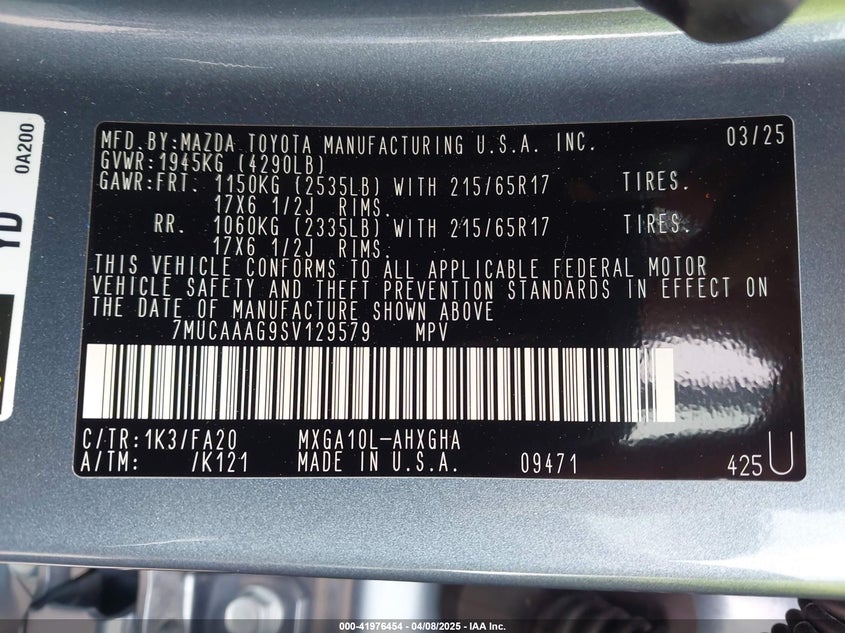 MFD.BY:MAZDA TOYOTA MANUFACTURING U.S.A. INC. 03/25
GVWR:1945KG (4290LB)
GAWR:FRT. 1150KG (2535LB) WITH 215/65R17 TIRES.
17X6 1/2J RIMS.
RR. 1060KG (2335LB) WITH 215/65R17 TIRES.
17X6 1/2J RIMS.
THIS VEHICLE CONFORMS TO ALL APPLICABLE FEDERAL MOTOR
VEHICLE SAFETY AND THEFT PREVENTION STANDARDS IN EFFECT ON
THE DATE OF MANUFACTURE SHOWN ABOVE
7MUCAAAG9SV129579 MPV
C/TR:1K3/FA20 MXGA10L-AHXGHA
A/TM: /K121 MADE IN U.S.A. 09471 425U
0A200
YD
000-41976454 | 04/08/2025 - IAA Inc.